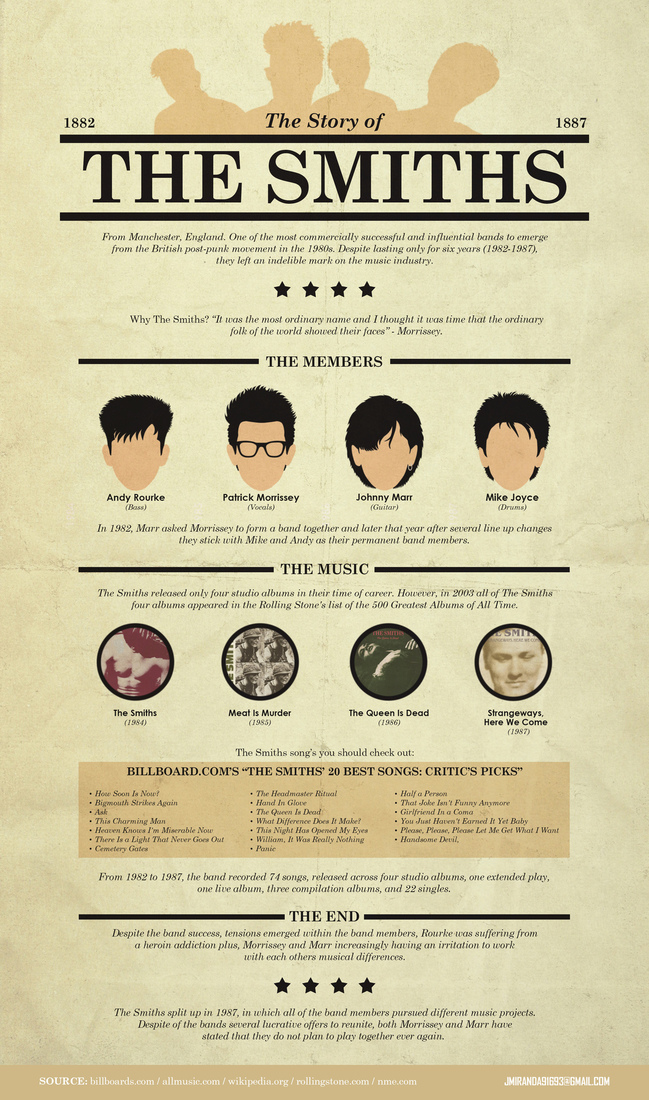 The Story of
1882
1887
THE SMITHS
From Manchester, England. One of the most commercially successful and influential bands to emerge
from the British post-punk movement in the 1980s. Despite lasting only for six years (1982-1987),
they left an indelible mark on the music industry.
Why The Smiths? “It was the most ordinary name and I thought it was time that the ordinary
folk of the world showed their faces” - Morrissey.
THE MEMBERS
Andy Rourke
(Bass)
Patrick Morrissey
(Vocals)
Johnny Marr
(Guitar)
Mike Joyce
(Drums)
In 1982, Marr asked Morrissey to form a band together and later that year after several line up changes
they stick with Mike and Andy as their permanent band members.
THE MUSIC
The Smiths released only four studio albums in their time of career. However, in 2003 all of The Smiths
four albums appeared in the Rolling Stone's list of the 500 Greatest Albums of All Time.
The Smiths
(1984)
Meat Is Murder
(1985)
The Queen Is Dead
(1986)
Strangeways,
Here We Come
(1987)
The Smiths song's you should check out:
BILLBOARD.COM'S “THE SMITHS' 20 BEST SONGS: CRITIC'S PICKS”
• How Soon Is Now?
• Bigmouth Strikes Again
• Ask
• This Charming Man
• Heaven Knows I'm Miserable Now
• There Is a Light That Never Goes Out
• Cemetery Gates
• The Headmaster Ritual
• Hand In Glove
• The Queen Is Dead
• What Difference Does It Make?
• This Night Has Opened My Eyes
• William, It Was Really Nothing
• Panic
• Half a Person
• That Joke Isn't Funny Anymore
• Girlfriend In a Coma
• You Just Haven't Earned It Yet Baby
• Please, Please, Please Let Me Get What I Want
• Handsome Devil,
From 1982 to 1987, the band recorded 74 songs, released across four studio albums, one extended play,
one live album, three compilation albums, and 22 singles.
THE END
Despite the band success, tensions emerged within the band members, Rourke was suffering from
a heroin addiction plus, Morrissey and Marr increasingly having an irritation to work
with each others musical differences.
The Smiths split up in 1987, in which all of the band members pursued different music projects.
Despite of the bands several lucrative offers to reunite, both Morrissey and Marr have
stated that they do not plan to play together ever again.
SOURCE: billboards.com / allmusic.com / wikipedia.org / rollingstone.com / nme.com
JMIRANDA91693@GMAIL.COM